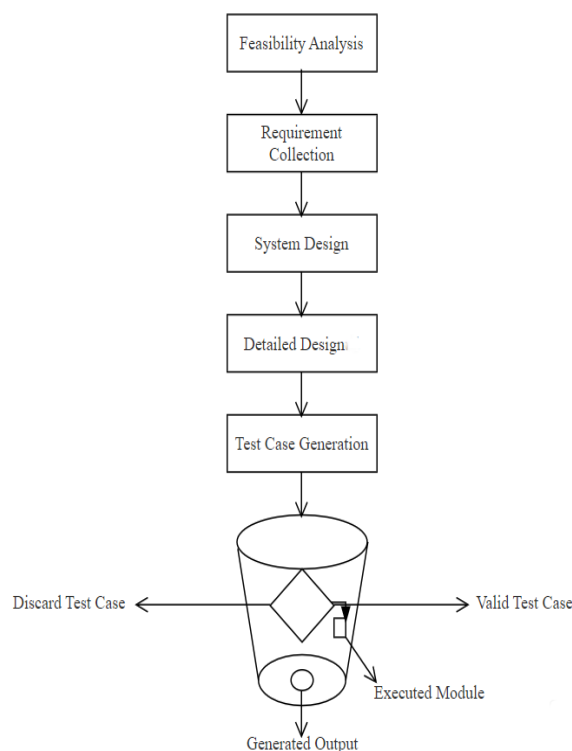 Feasibility Analysis
Requirement
Collection
System Design
Detailed Design
Test Case Generation
Discard Test Case
Valid Test Case
Executed Module
Generated Output